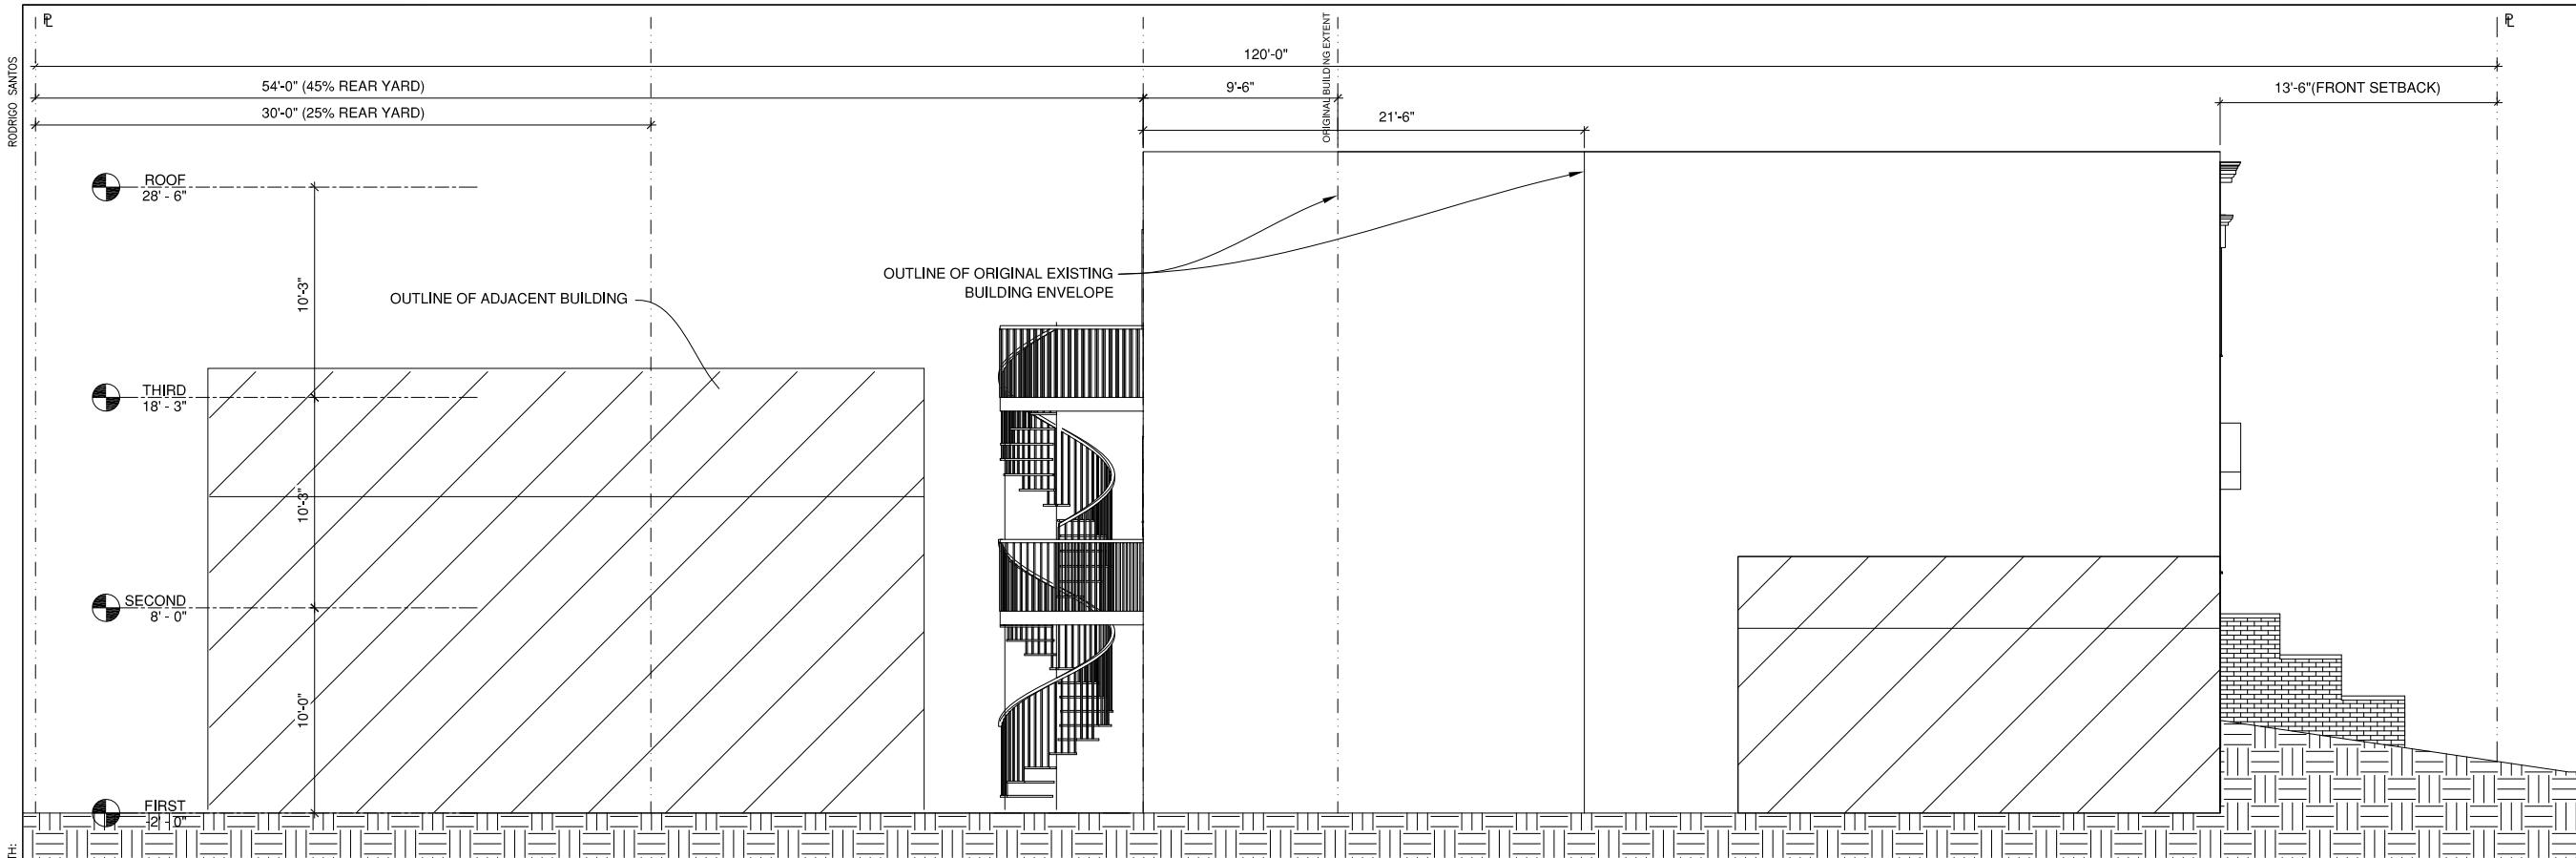 ℄
℄
RODRIGO SANTOS
ORIGINAL BUILDING EXTENT
120'-0"
54'-0" (45% REAR YARD)
9'-6"
13'-6"(FRONT SETBACK)
30'-0" (25% REAR YARD)
21'-6"
ROOF
28' - 6"
10'-3"
OUTLINE OF ORIGINAL EXISTING
BUILDING ENVELOPE
OUTLINE OF ADJACENT BUILDING
THIRD
18' - 3"
10'-3"
SECOND
8' - 0"
10'-0"
FIRST
-2' - 0"
TH: